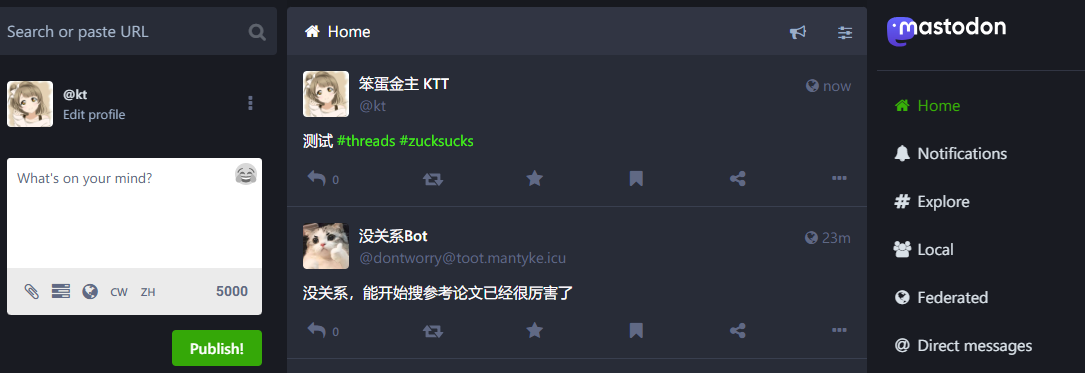 Search or paste URL
@kt
Edit profile
What's on your mind?
CW
ZH
5000
Publish!
Home
笨蛋金主 KTT
now
@kt
测试 #threads #zucksucks
0
没关系Bot
23m
@dontworry@toot.mantyke.icu
没关系，能开始搜参考论文已经很厉害了
0
mastodon
Home
Notifications
Explore
Local
Federated
Direct messages